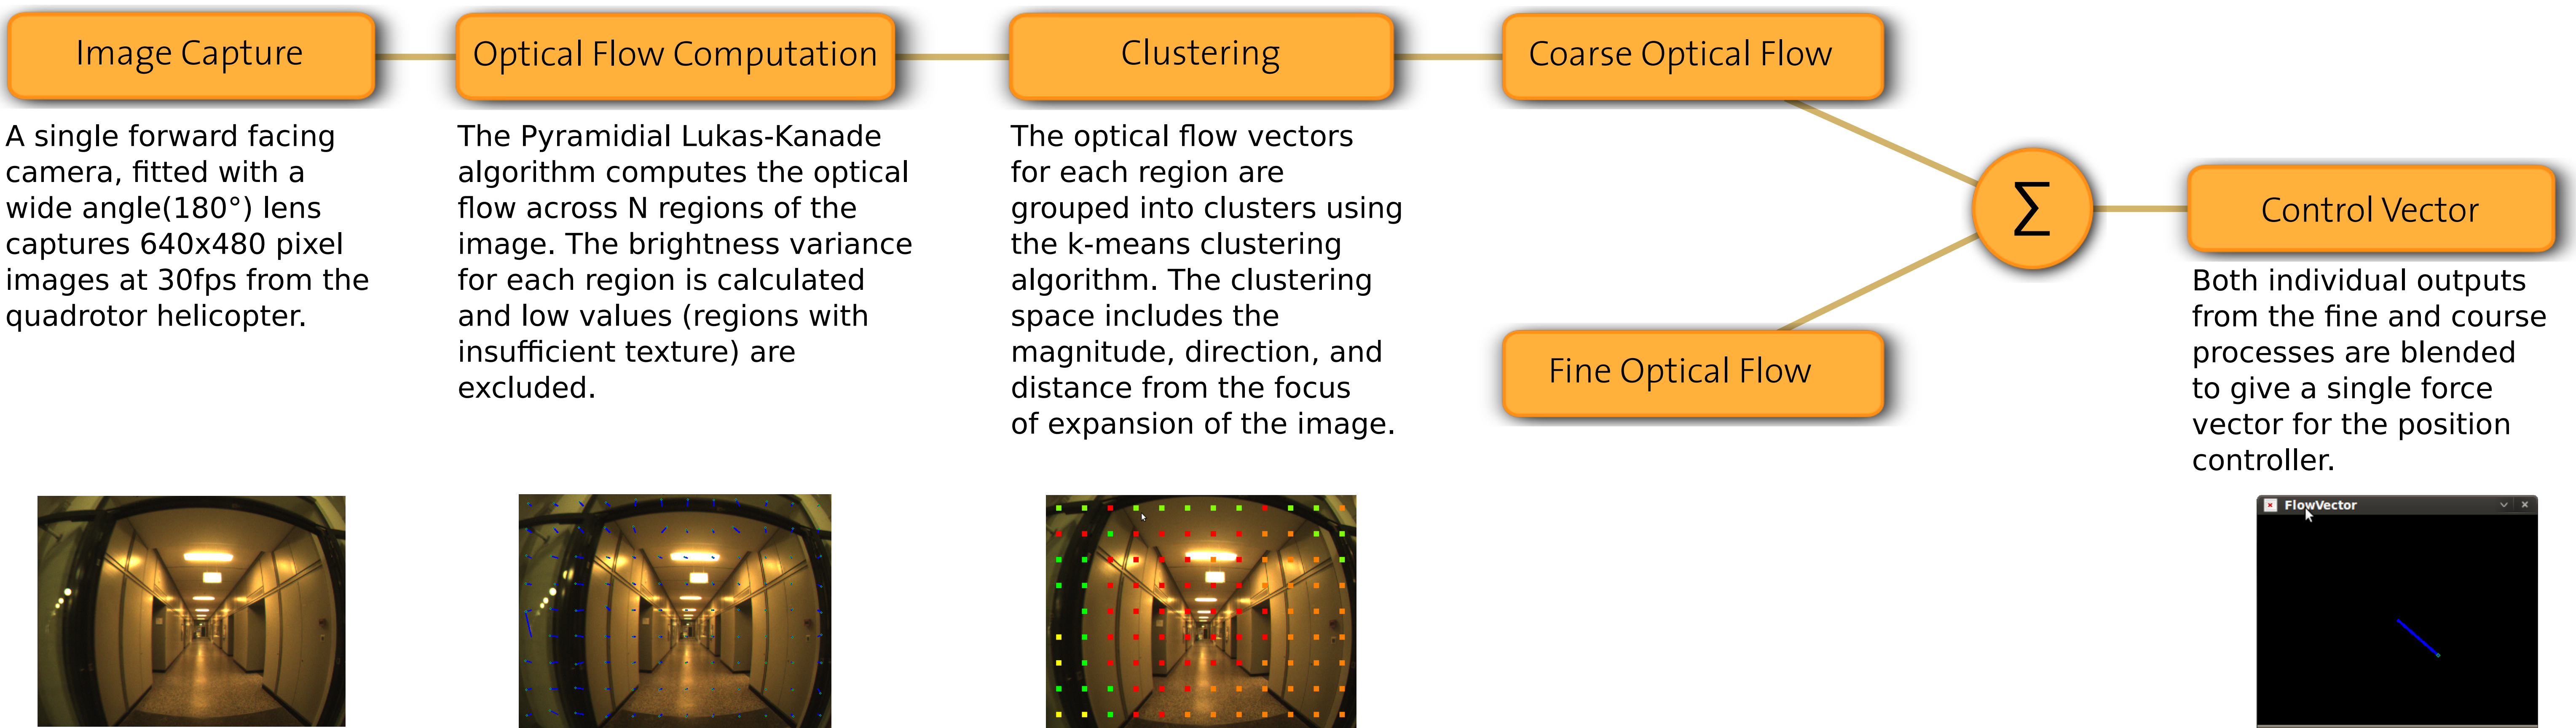 Image Capture
A single forward facing
camera, fitted with a
wide angle(180°) lens
captures 640x480 pixel
images at 30fps from the
quadrotor helicopter.
Optical Flow Computation
The Pyramidial Lukas-Kanade
algorithm computes the optical
flow across N regions of the
image. The brightness variance
for each region is calculated
and low values (regions with
insufficient texture) are
excluded.
Clustering
The optical flow vectors
for each region are
grouped into clusters using
the k-means clustering
algorithm. The clustering
space includes the
magnitude, direction, and
distance from the focus
of expansion of the image.
Coarse Optical Flow
Fine Optical Flow
Σ
Control Vector
Both individual outputs
from the fine and course
processes are blended
to give a single force
vector for the position
controller.
FlowVector